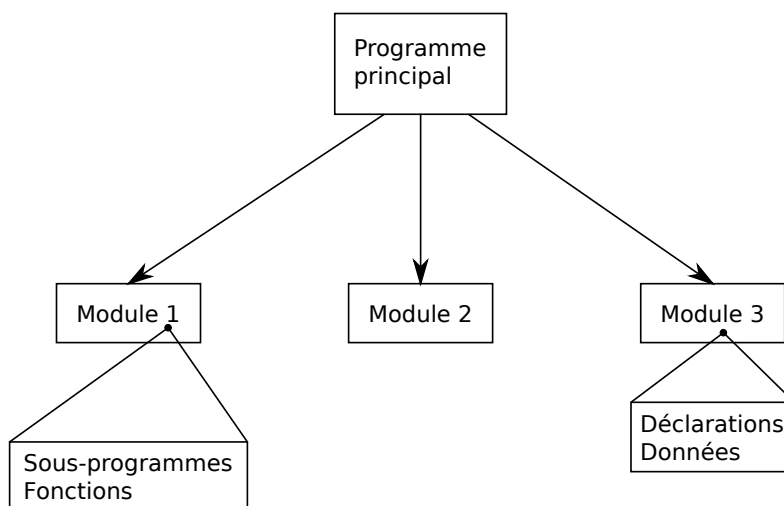 Programme
principal
Module 1
Module 2
Module 3
Sous-programmes
Fonctions
Déclarations
Données